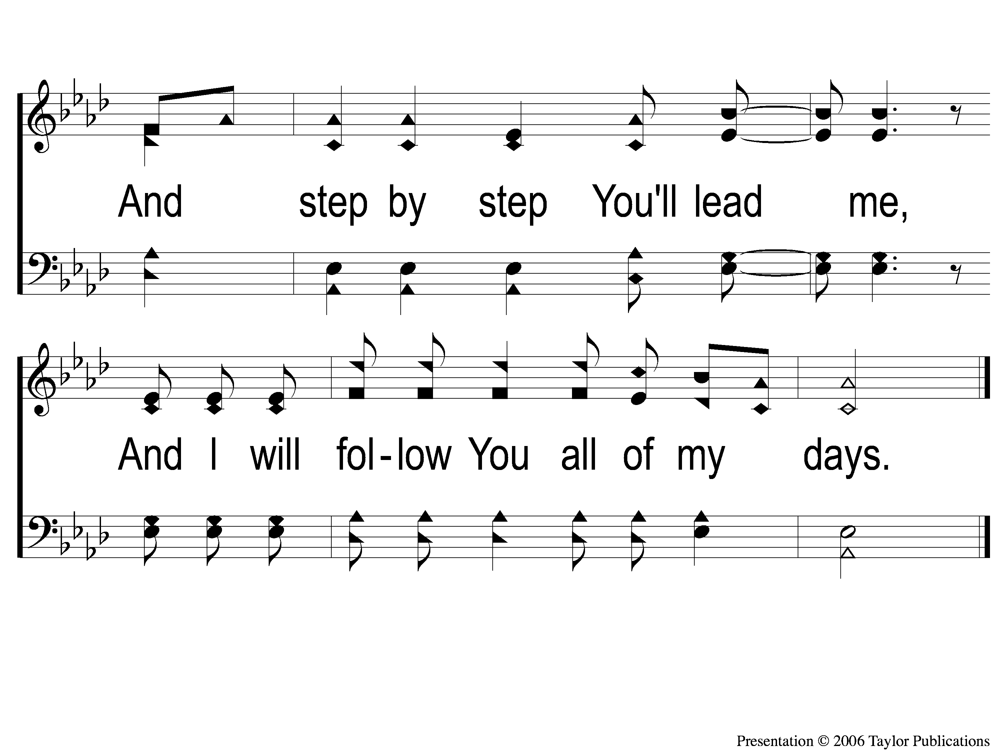 And step by step You'll lead me,
And I will fol-low You all of my days.
Presentation © 2006 Taylor Publications